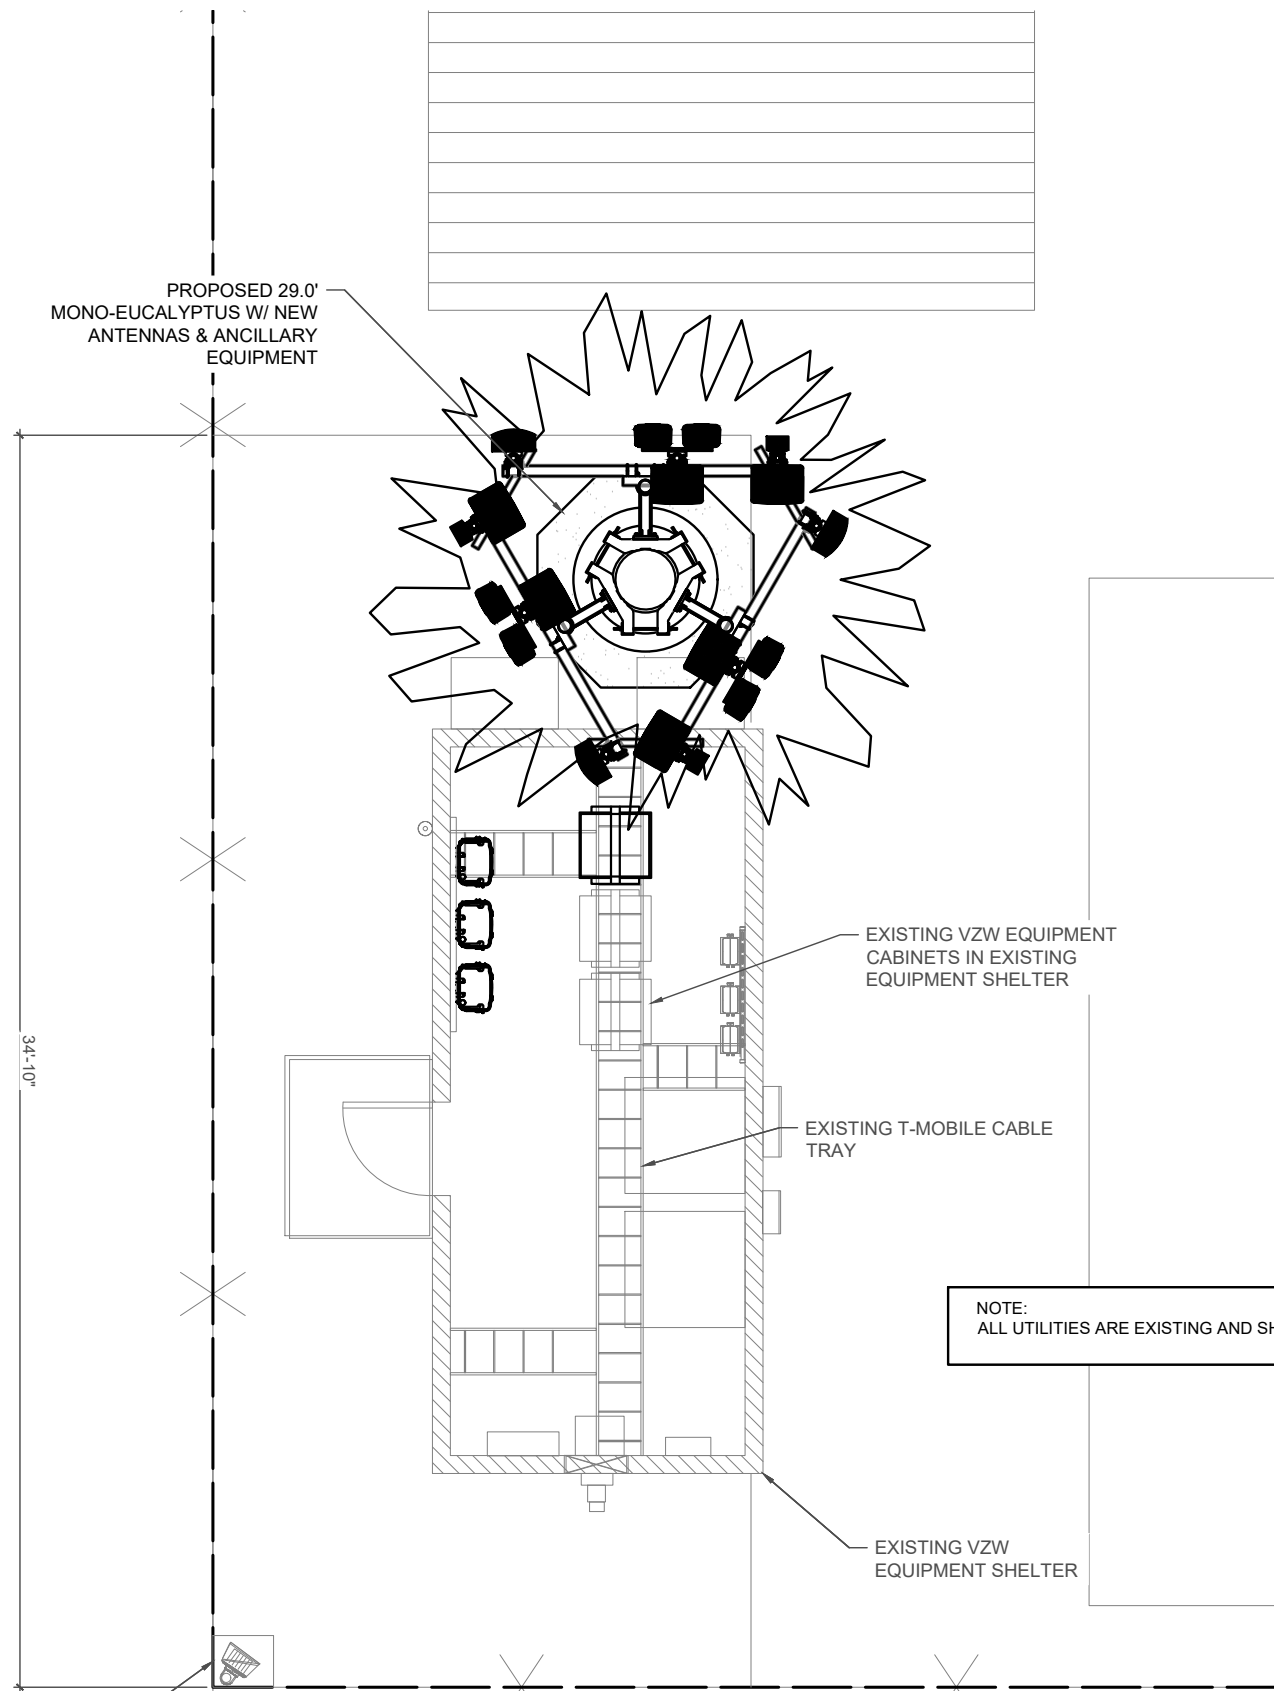 PROPOSED 29.0'
MONO-EUCALYPTUS W/ NEW
ANTENNAS & ANCILLARY
EQUIPMENT
EXISTING VZW EQUIPMENT
CABINETS IN EXISTING
EQUIPMENT SHELTER
34'-10"
EXISTING T-MOBILE CABLE
TRAY
NOTE:
ALL UTILITIES ARE EXISTING AND
EXISTING VZW
EQUIPMENT SHELTER